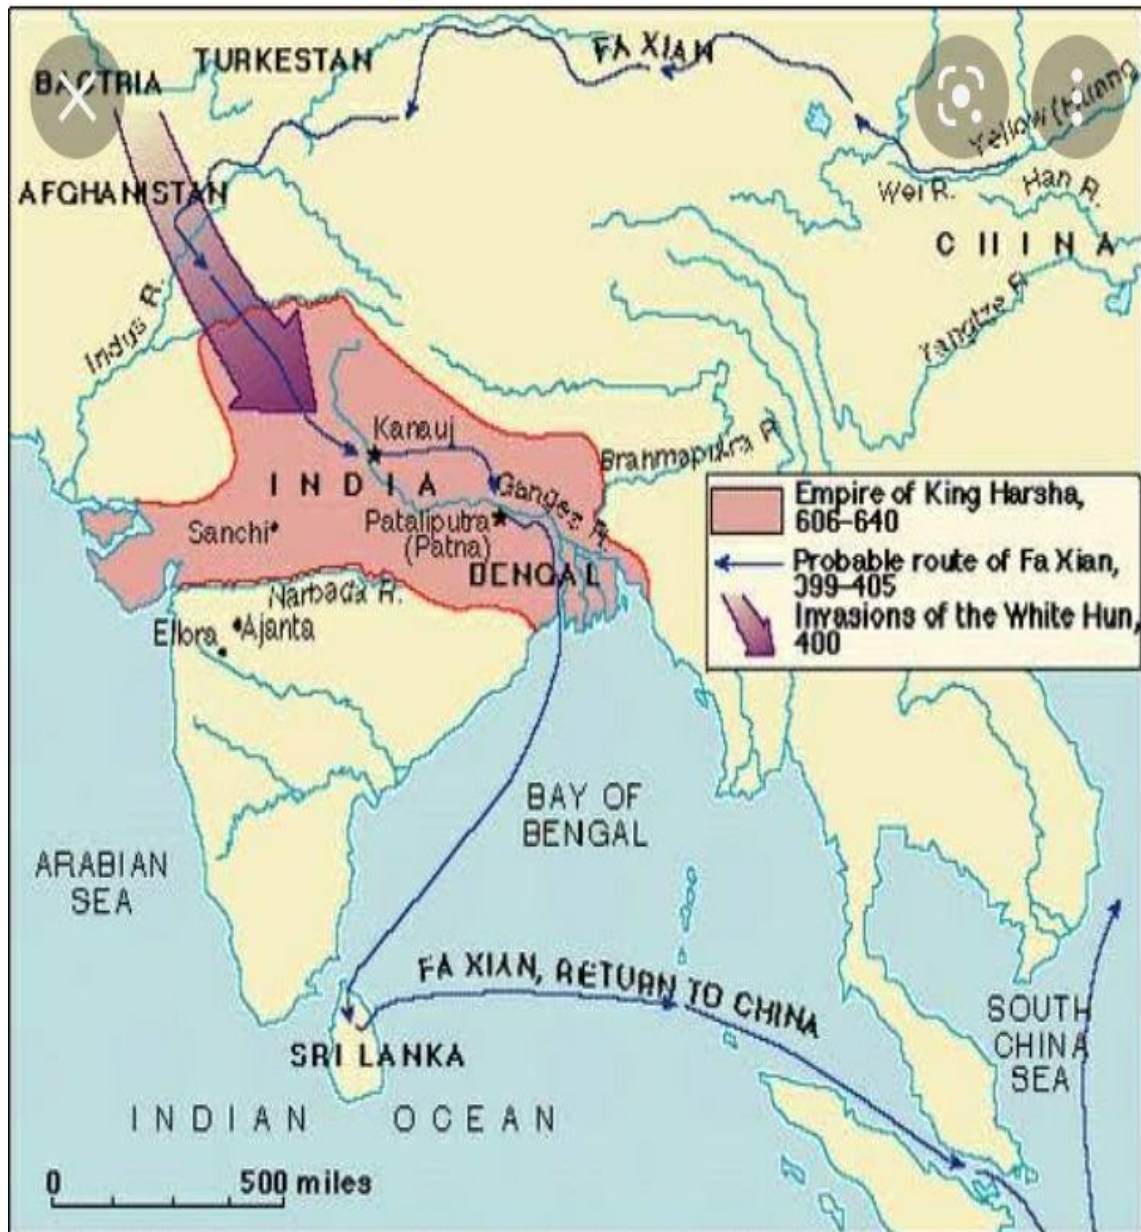 TURKESTAN
FA XIAN
BACTRIA
Yellow (Huang
AFGHANISTAN
Wei R.
Han R.
CHINA
Indus R.
Yangtze R.
Kanauj
Brahmaputra R.
INDIA
Ganges R.
Sanchi
Pataliputra
(Patna)
BENGAL
Narbada R.
Ellora
Ajanta
Empire of King Harsha,
606–640
Probable route of Fa Xian,
399–405
Invasions of the White Hun,
400
BAY OF
BENGAL
ARABIAN
SEA
FA XIAN, RETURN TO CHINA
SOUTH
CHINA
SEA
SRI LANKA
INDIAN OCEAN
0 500 miles